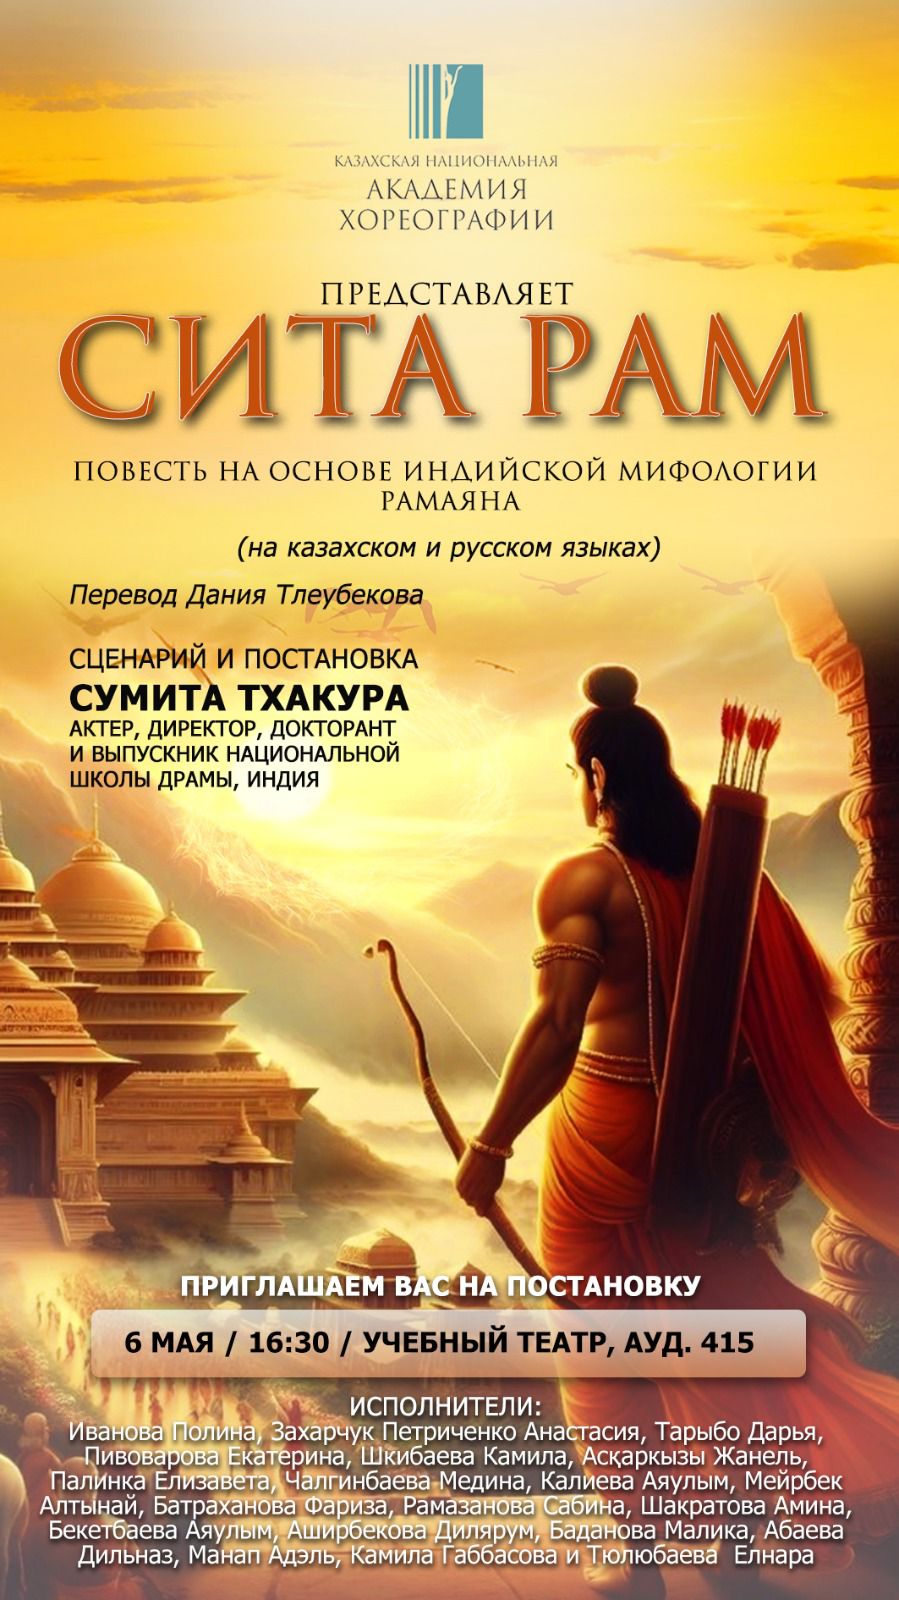 КАЗАХСКАЯ НАЦИОНАЛЬНАЯ
АКАДЕМИЯ
ХОРЕОГРАФИИ
ПРЕДСТАВЛЯЕТ
СИТА РАМ
ПОВЕСТЬ НА ОСНОВЕ ИНДИЙСКОЙ МИФОЛОГИИ
РАМАЯНА
(на казахском и русском языках)
Перевод Дания Тлеубекова
СЦЕНАРИЙ И ПОСТАНОВКА
СУМИТА ТХАКУРА
АКТЕР, ДИРЕКТОР, ДОКТОРАНТ
И ВЫПУСКНИК НАЦИОНАЛЬНОЙ
ШКОЛЫ ДРАМЫ, ИНДИЯ
ПРИГЛАШАЕМ ВАС НА ПОСТАНОВКУ
6 МАЯ / 16:30 / УЧЕБНЫЙ ТЕАТР, АУД. 415
ИСПОЛНИТЕЛИ:
Иванова Полина, Захарчук Петриченко Анастасия, Тарыбо Дарья,
Пивоварова Екатерина, Шкибаева Камила, Асқаркызы Жанель,
Палинка Елизавета, Чалгинбаева Медина, Калиева Аяулым, Мейрбек
Алтынай, Батраханова Фариза, Рамазанова Сабина, Шакратова Амина,
Бекетбаева Аяулым, Аширбекова Дилярум, Баданова Малика, Абаева
Дильназ, Манап Адэль, Камила Габбасова и Тюлюбаева Елнара